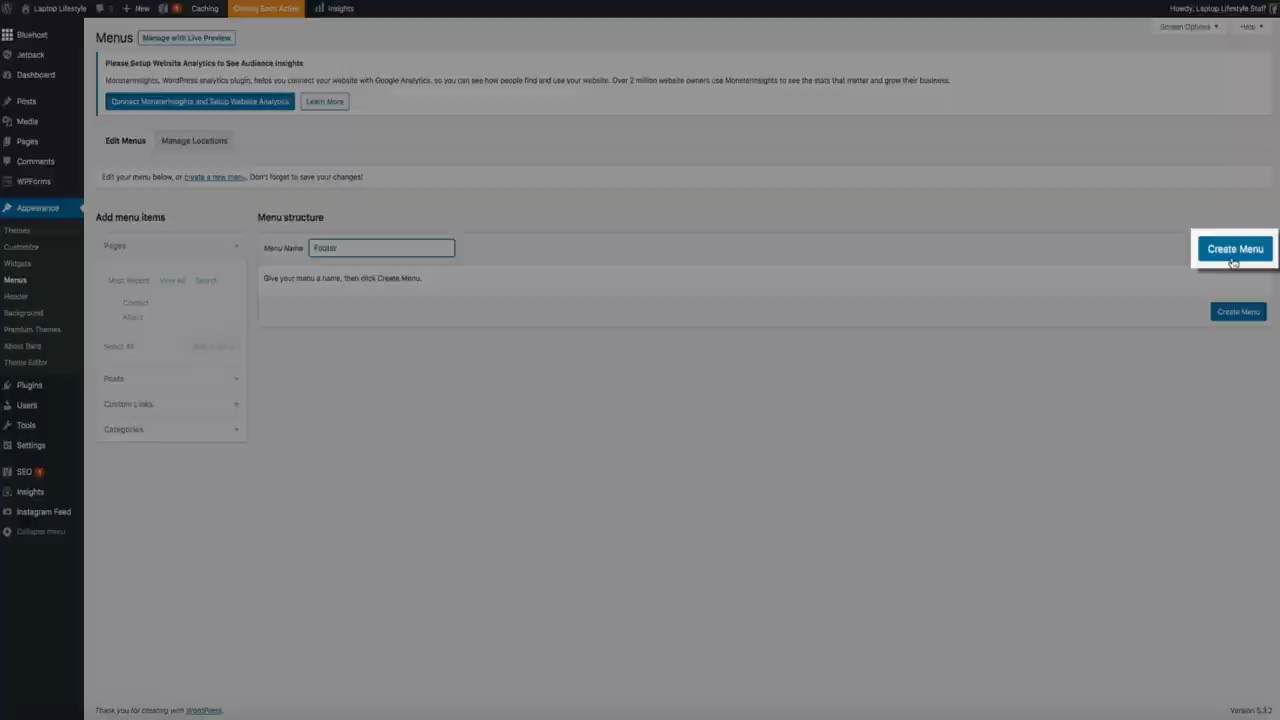 Laptop Lifestyle
New
Caching
Coming Soon Active
Insights
Howdy, Laptop Lifestyle Staff
Bluehost
Jetpack
Dashboard
Posts
Media
Pages
Comments
WPForms
Appearance
Themes
Customize
Widgets
Menus
Header
Background
Premium Themes
Theme Editor
Plugins
Users
Tools
Settings
SEO
Insights
Instagram Feed
Collapse menu
Menus
Manage with Live Preview
Screen Options
Help
Please Setup Website Analytics to See Audience Insights
MonsterInsights, WordPress analytics plugin, helps you connect your website with Google Analytics, so you can see how people find and use your website. Over 2 million website owners use MonsterInsights to see the stats that matter and grow their business.
Connect MonsterInsights and Setup Website Analytics
Learn More
Edit Menus
Manage Locations
Edit your menu below, or create a new menu. Don't forget to save your changes!
Add menu items
Pages
Most Recent View All Search
Contact
About
Select All
Posts
Custom Links
Categories
Menu structure
Menu Name Footer
Create Menu
Give your menu a name, then click Create Menu.
Create Menu
Thank you for creating with WordPress.
Version 5.3.2